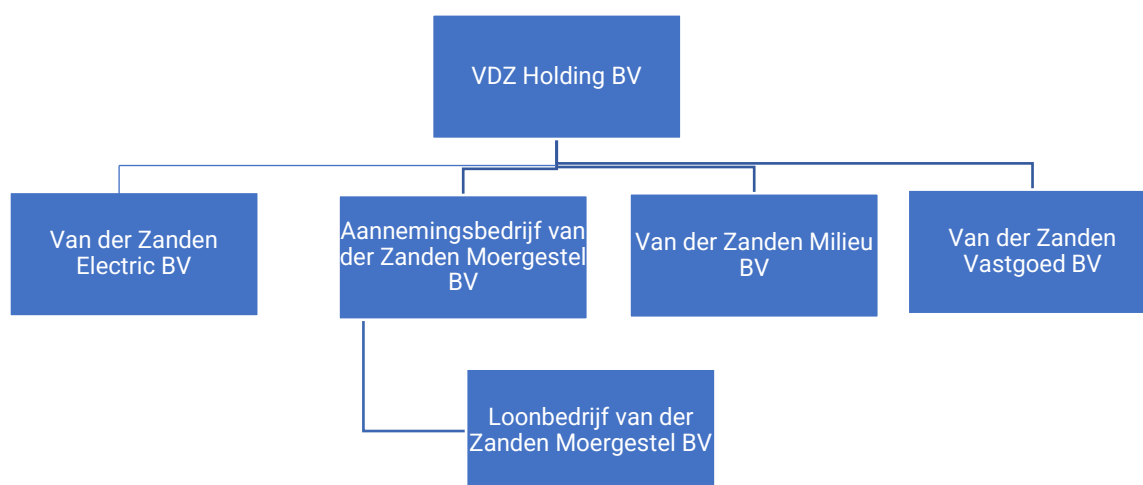 VDZ Holding BV
Van der Zanden
Electric BV
Aannemingsbedrijf van
der Zanden Moergestel
BV
Van der Zanden Milieu
BV
Van der Zanden
Vastgoed BV
Loonbedrijf van der
Zanden Moergestel BV